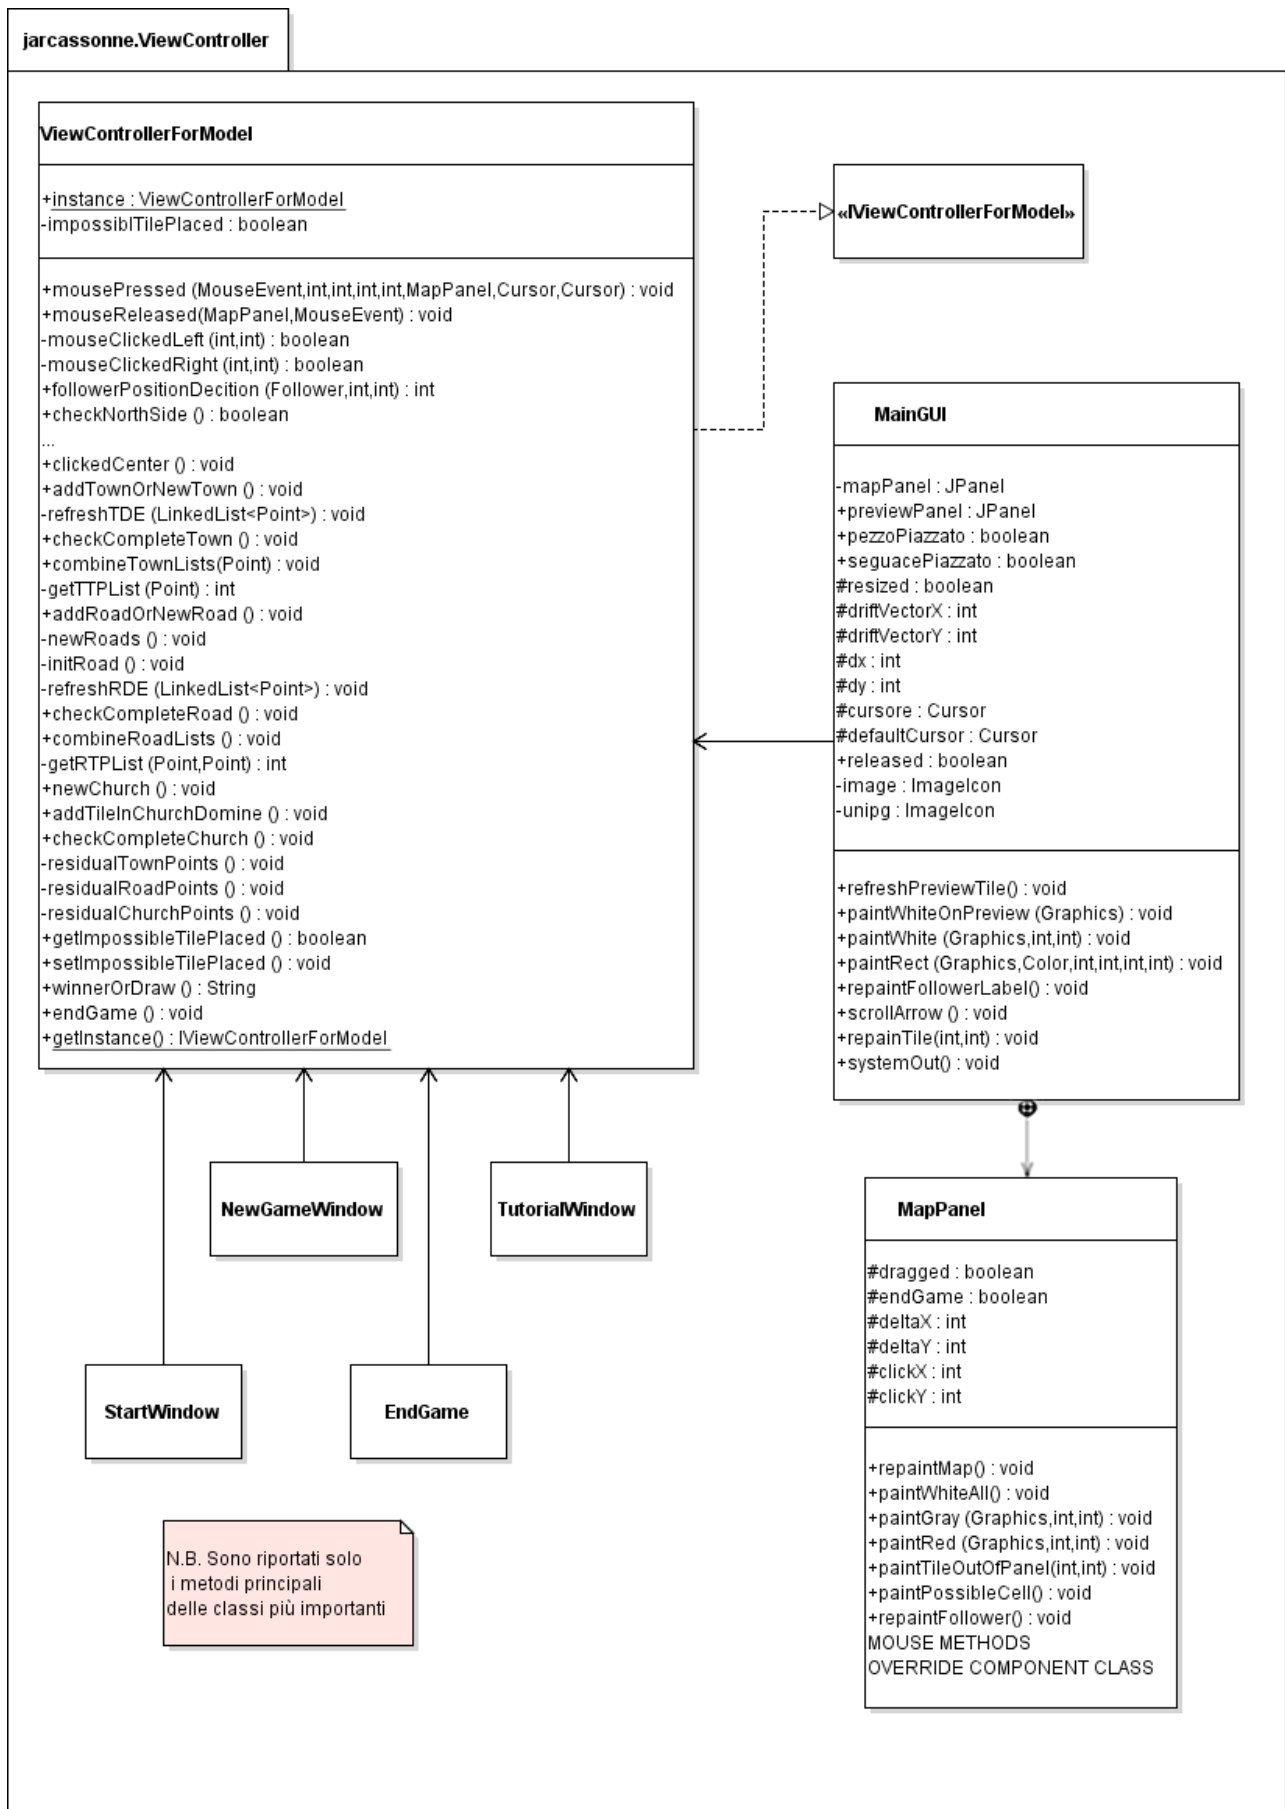 jarcassonne.ViewController
ViewControllerForModel
+instance : ViewControllerForModel
-impossiblTilePlaced : boolean
+mousePressed (MouseEvent,int,int,int,int,MapPanel,Cursor,Cursor) : void
+mouseReleased(MapPanel,MouseEvent) : void
-mouseClickedLeft (int,int) : boolean
-mouseClickedRight (int,int) : boolean
+followerPositionDecition (Follower,int,int) : int
+checkNorthSide () : boolean
...
+clickedCenter () : void
+addTownOrNewTown () : void
-refreshTDE (LinkedList<Point>) : void
+checkCompleteTown () : void
+combineTownLists(Point) : void
-getTTPList (Point) : int
+addRoadOrNewRoad () : void
-newRoads () : void
-initRoad () : void
-refreshRDE (LinkedList<Point>) : void
+checkCompleteRoad () : void
+combineRoadLists () : void
-getRTPList (Point,Point) : int
+newChurch () : void
+addTileInChurchDomine () : void
+checkCompleteChurch () : void
-residualTownPoints () : void
-residualRoadPoints () : void
-residualChurchPoints () : void
+getImpossibleTilePlaced () : boolean
+setImpossibleTilePlaced () : void
+winnerOrDraw () : String
+endGame () : void
+getInstance() : IViewControllerForModel
«IViewControllerForModel»
MainGUI
-mapPanel : JPanel
+previewPanel : JPanel
+pezzoPiazzato : boolean
+seguacePiazzato : boolean
#resized : boolean
#driftVectorX : int
#driftVectorY : int
#dx : int
#dy : int
#cursore : Cursor
#defaultCursor : Cursor
+released : boolean
-image : ImageIcon
-unipg : ImageIcon
+refreshPreviewTile() : void
+paintWhiteOnPreview (Graphics) : void
+paintWhite (Graphics,int,int) : void
+paintRect (Graphics,Color,int,int,int,int) : void
+repaintFollowerLabel() : void
+scrollArrow () : void
+repainTile(int,int) : void
+systemOut() : void
NewGameWindow
TutorialWindow
StartWindow
EndGame
MapPanel
#dragged : boolean
#endGame : boolean
#deltaX : int
#deltaY : int
#clickX : int
#clickY : int
+repaintMap() : void
+paintWhiteAll() : void
+paintGray (Graphics,int,int) : void
+paintRed (Graphics,int,int) : void
+paintTileOutOfPanel(int,int) : void
+paintPossibleCell() : void
+repaintFollower() : void
MOUSE METHODS
OVERRIDE COMPONENT CLASS
N.B. Sono riportati solo
i metodi principali
delle classi più importanti